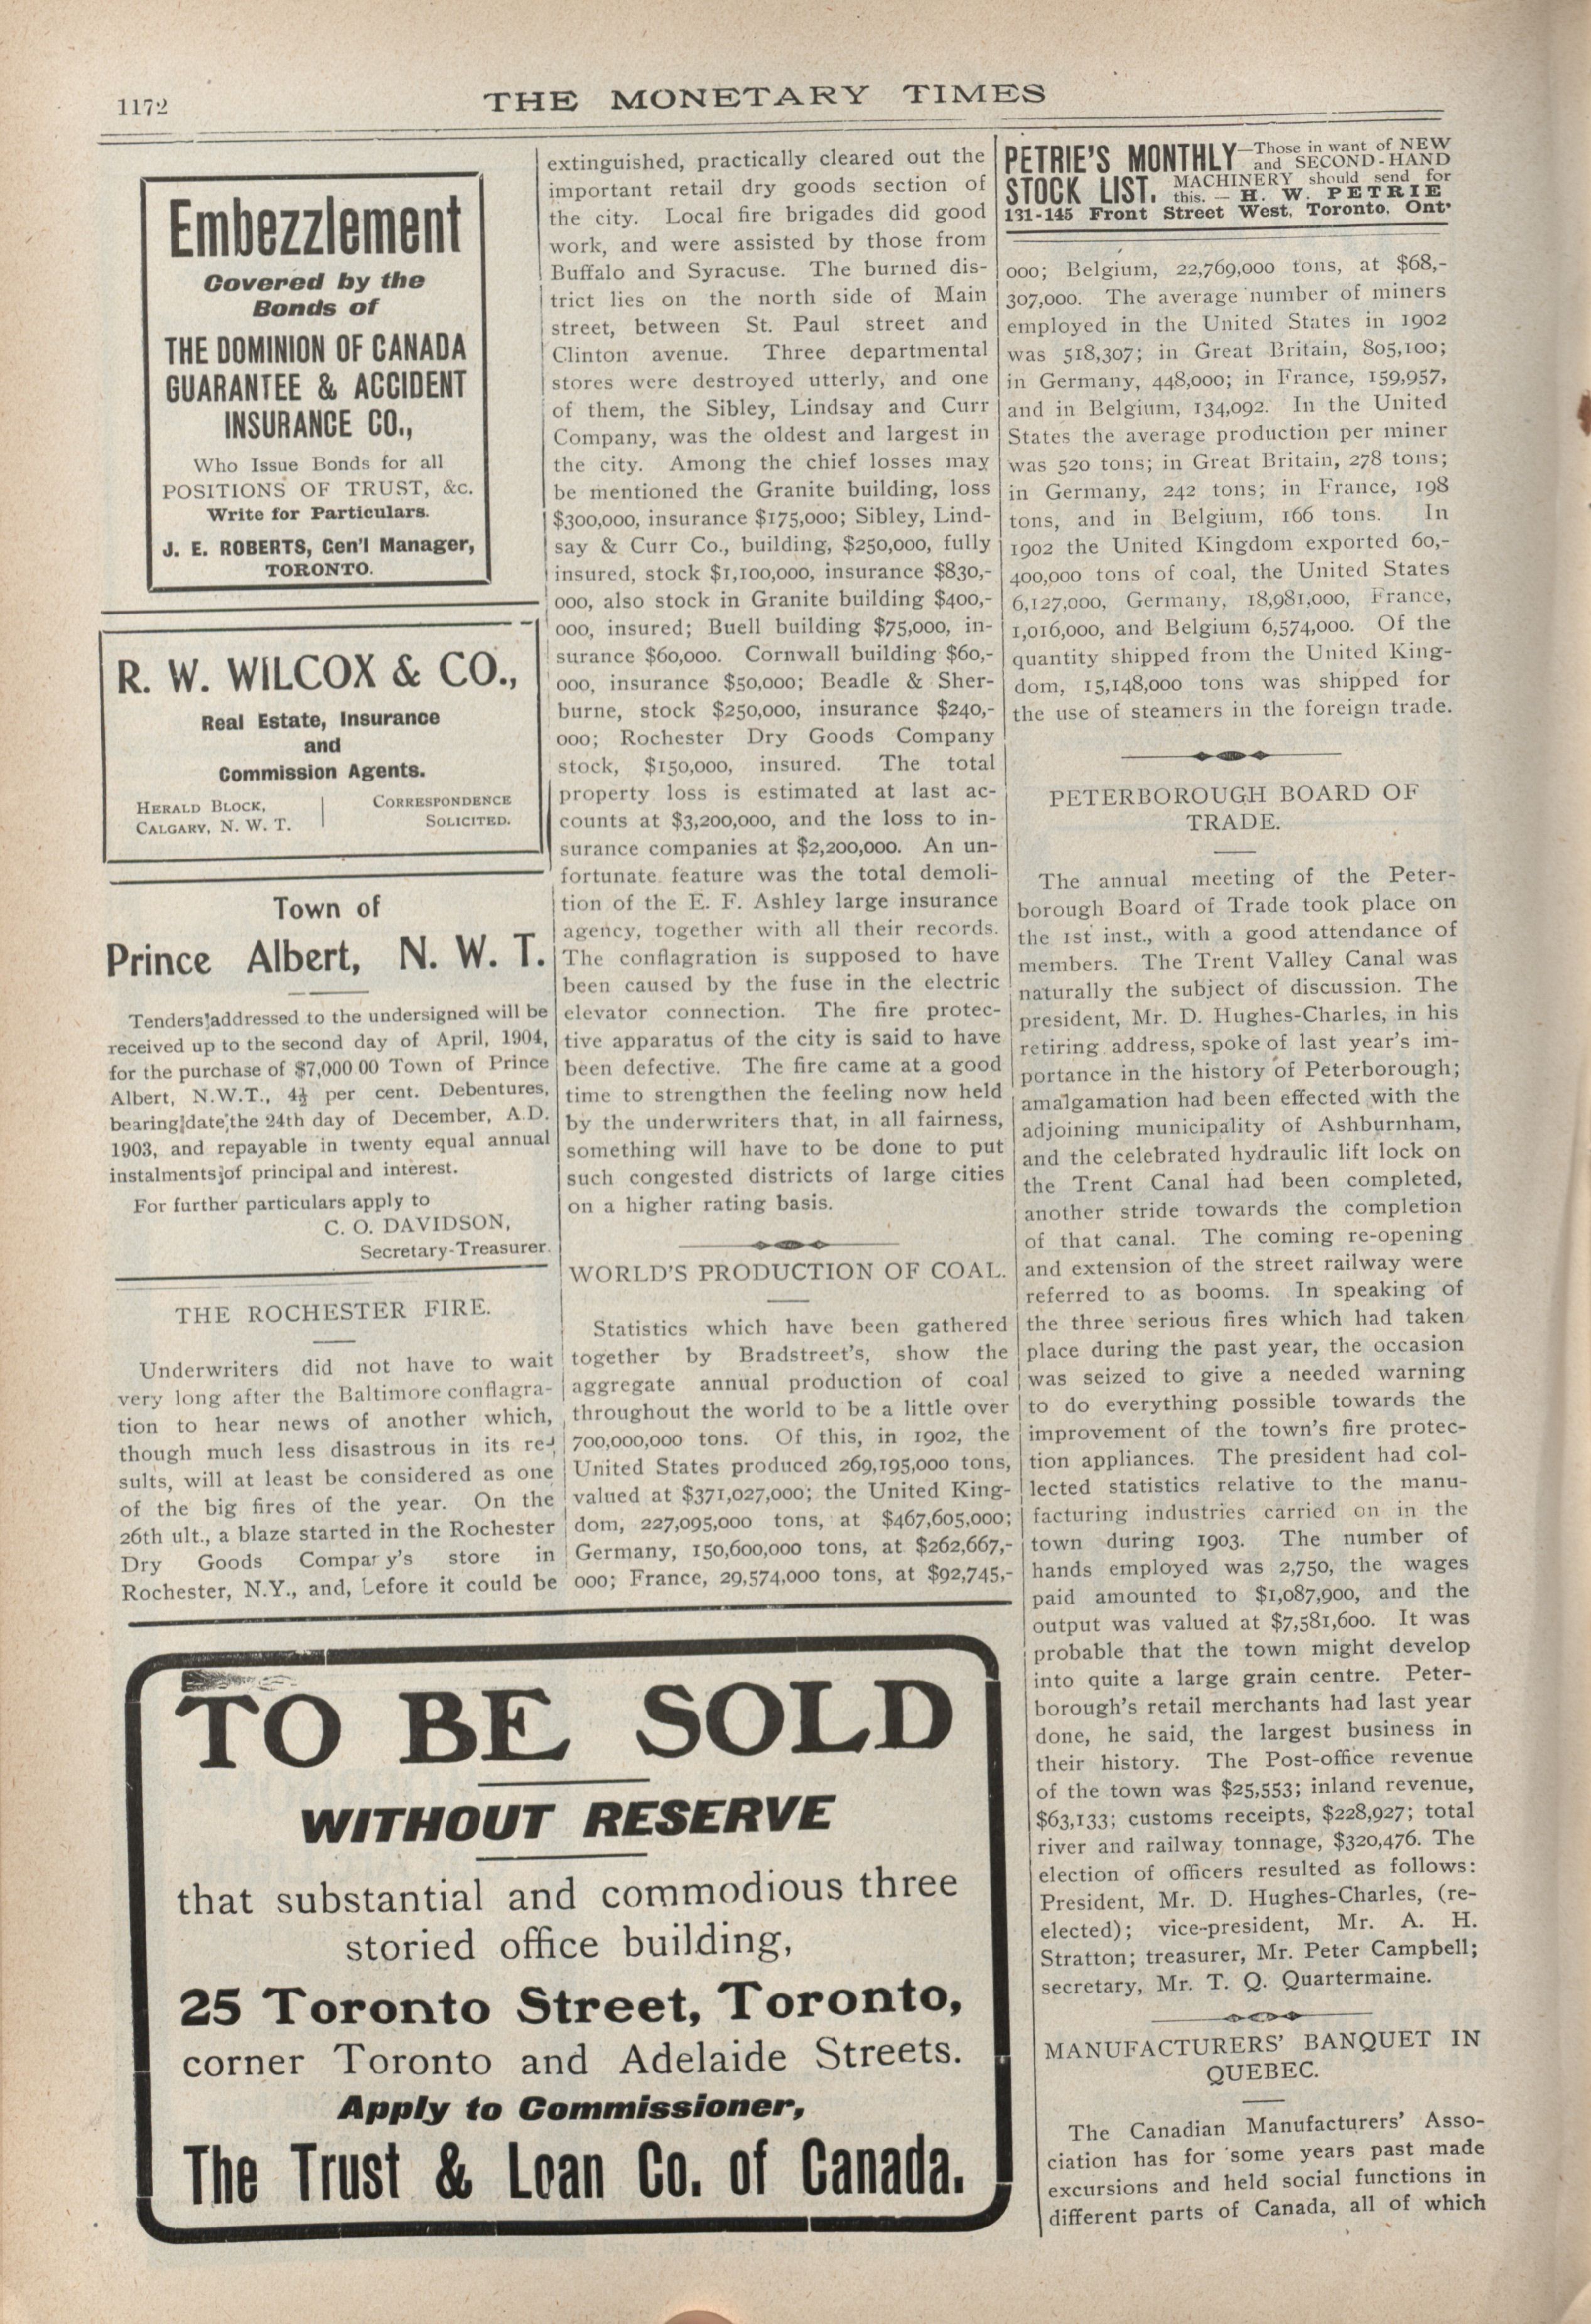 1172
THE MONETARY TIMES
Embezzlement
Covered by the
Bonds of
THE DOMINION OF CANADA
GUARANTEE & ACCIDENT
INSURANCE CO.,
Who Issue Bonds for all
POSITIONS OF TRUST, &c.
Write for Particulars.
J. E. ROBERTS, Gen'l Manager,
TORONTO.
R. W. WILCOX & CO.,
Real Estate, Insurance
and
Commission Agents.
HERALD BLOCK,
CALGARY, N. W. T.
CORRESPONDENCE
SOLICITED.
Town of
Prince Albert, N. W. T.
Tenders addressed to the undersigned will be
received up to the second day of April, 1904,
for the purchase of $7,000 00 Town of Prince
Albert, N.W.T., 4½ per cent. Debentures,
bearing date the 24th day of December, A.D.
1903, and repayable in twenty equal annual
instalments of principal and interest.
For further particulars apply to
C. O. DAVIDSON,
Secretary-Treasurer.
THE ROCHESTER FIRE.
Underwriters did not have to wait
very long after the Baltimore conflagra-
tion to hear news of another which,
though much less disastrous in its re-
sults, will at least be considered as one
of the big fires of the year. On the
26th ult., a blaze started in the Rochester
Dry Goods Company's store in
Rochester, N.Y., and, before it could be
extinguished, practically cleared out the
important retail dry goods section of
the city. Local fire brigades did good
work, and were assisted by those from
Buffalo and Syracuse. The burned dis-
trict lies on the north side of Main
street, between St. Paul street and
Clinton avenue. Three departmental
stores were destroyed utterly, and one
of them, the Sibley, Lindsay and Curr
Company, was the oldest and largest in
the city. Among the chief losses may
be mentioned the Granite building, loss
$300,000, insurance $175,000; Sibley, Lind-
say & Curr Co., building, $250,000, fully
insured, stock $1,100,000, insurance $830,-
000, also stock in Granite building $400,-
000, insured; Buell building $75,000, in-
surance $60,000. Cornwall building $60,-
000, insurance $50,000; Beadle & Sher-
burne, stock $250,000, insurance $240,-
000; Rochester Dry Goods Company
stock, $150,000, insured. The total
property loss is estimated at last ac-
counts at $3,200,000, and the loss to in-
surance companies at $2,200,000. An un-
fortunate feature was the total demoli-
tion of the E. F. Ashley large insurance
agency, together with all their records.
The conflagration is supposed to have
been caused by the fuse in the electric
elevator connection. The fire protec-
tive apparatus of the city is said to have
been defective. The fire came at a good
time to strengthen the feeling now held
by the underwriters that, in all fairness,
something will have to be done to put
such congested districts of large cities
on a higher rating basis.
WORLD'S PRODUCTION OF COAL.
Statistics which have been gathered
together by Bradstreet's, show the
aggregate annual production of coal
throughout the world to be a little over
700,000,000 tons. Of this, in 1902, the
United States produced 269,195,000 tons,
valued at $371,027,000; the United King-
dom, 227,095,000 tons, at $467,605,000;
Germany, 150,600,000 tons, at $262,667,-
000; France, 29,574,000 tons, at $92,745,-
TO BE SOLD
WITHOUT RESERVE
that substantial and commodious three
storied office building,
25 Toronto Street, Toronto,
corner Toronto and Adelaide Streets.
Apply to Commissioner,
The Trust & Loan Co. of Canada.
PETRIE'S MONTHLY
STOCK LIST.
—Those in want of NEW
and SECOND-HAND
MACHINERY should send for
this. — H. W. PETRIE
131-145 Front Street West, Toronto, Ont.
000; Belgium, 22,769,000 tons, at $68,-
307,000. The average number of miners
employed in the United States in 1902
was 518,307; in Great Britain, 805,100;
in Germany, 448,000; in France, 159,957,
and in Belgium, 134,092. In the United
States the average production per miner
was 520 tons; in Great Britain, 278 tons;
in Germany, 242 tons; in France, 198
tons, and in Belgium, 166 tons. In
1902 the United Kingdom exported 60,-
400,000 tons of coal, the United States
6,127,000, Germany, 18,981,000, France,
1,016,000, and Belgium 6,574,000. Of the
quantity shipped from the United King-
dom, 15,148,000 tons was shipped for
the use of steamers in the foreign trade.
PETERBOROUGH BOARD OF
TRADE.
The annual meeting of the Peter-
borough Board of Trade took place on
the 1st inst., with a good attendance of
members. The Trent Valley Canal was
naturally the subject of discussion. The
president, Mr. D. Hughes-Charles, in his
retiring address, spoke of last year's im-
portance in the history of Peterborough;
amalgamation had been effected with the
adjoining municipality of Ashburnham,
and the celebrated hydraulic lift lock on
the Trent Canal had been completed,
another stride towards the completion
of that canal. The coming re-opening
and extension of the street railway were
referred to as booms. In speaking of
the three serious fires which had taken
place during the past year, the occasion
was seized to give a needed warning
to do everything possible towards the
improvement of the town's fire protec-
tion appliances. The president had col-
lected statistics relative to the manu-
facturing industries carried on in the
town during 1903. The number of
hands employed was 2,750, the wages
paid amounted to $1,087,900, and the
output was valued at $7,581,600. It was
probable that the town might develop
into quite a large grain centre. Peter-
borough's retail merchants had last year
done, he said, the largest business in
their history. The Post-office revenue
of the town was $25,553; inland revenue,
$63,133; customs receipts, $228,927; total
river and railway tonnage, $320,476. The
election of officers resulted as follows:
President, Mr. D. Hughes-Charles, (re-
elected); vice-president, Mr. A. H.
Stratton; treasurer, Mr. Peter Campbell;
secretary, Mr. T. Q. Quartermaine.
MANUFACTURERS' BANQUET IN
QUEBEC.
The Canadian Manufacturers' Asso-
ciation has for some years past made
excursions and held social functions in
different parts of Canada, all of which